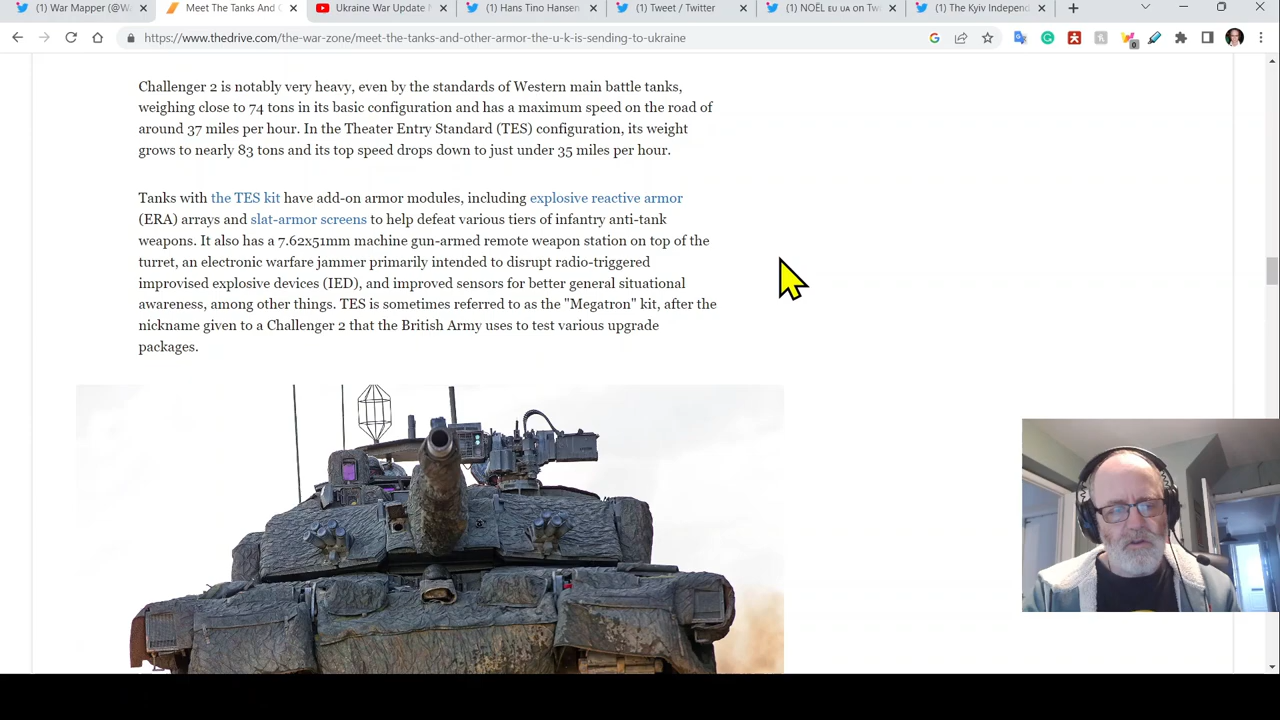 (1) War Mapper (@Wa
Meet The Tanks And O
Ukraine War Update N
(1) Hans Tino Hansen
(1) Tweet / Twitter
(1) NOËL EU UA on Tw
(1) The Kyiv Independ
https://www.thedrive.com/the-war-zone/meet-the-tanks-and-other-armor-the-u-k-is-sending-to-ukraine
Challenger 2 is notably very heavy, even by the standards of Western main battle tanks,
weighing close to 74 tons in its basic configuration and has a maximum speed on the road of
around 37 miles per hour. In the Theater Entry Standard (TES) configuration, its weight
grows to nearly 83 tons and its top speed drops down to just under 35 miles per hour.
Tanks with the TES kit have add-on armor modules, including explosive reactive armor
(ERA) arrays and slat-armor screens to help defeat various tiers of infantry anti-tank
weapons. It also has a 7.62x51mm machine gun-armed remote weapon station on top of the
turret, an electronic warfare jammer primarily intended to disrupt radio-triggered
improvised explosive devices (IED), and improved sensors for better general situational
awareness, among other things. TES is sometimes referred to as the "Megatron" kit, after the
nickname given to a Challenger 2 that the British Army uses to test various upgrade
packages.